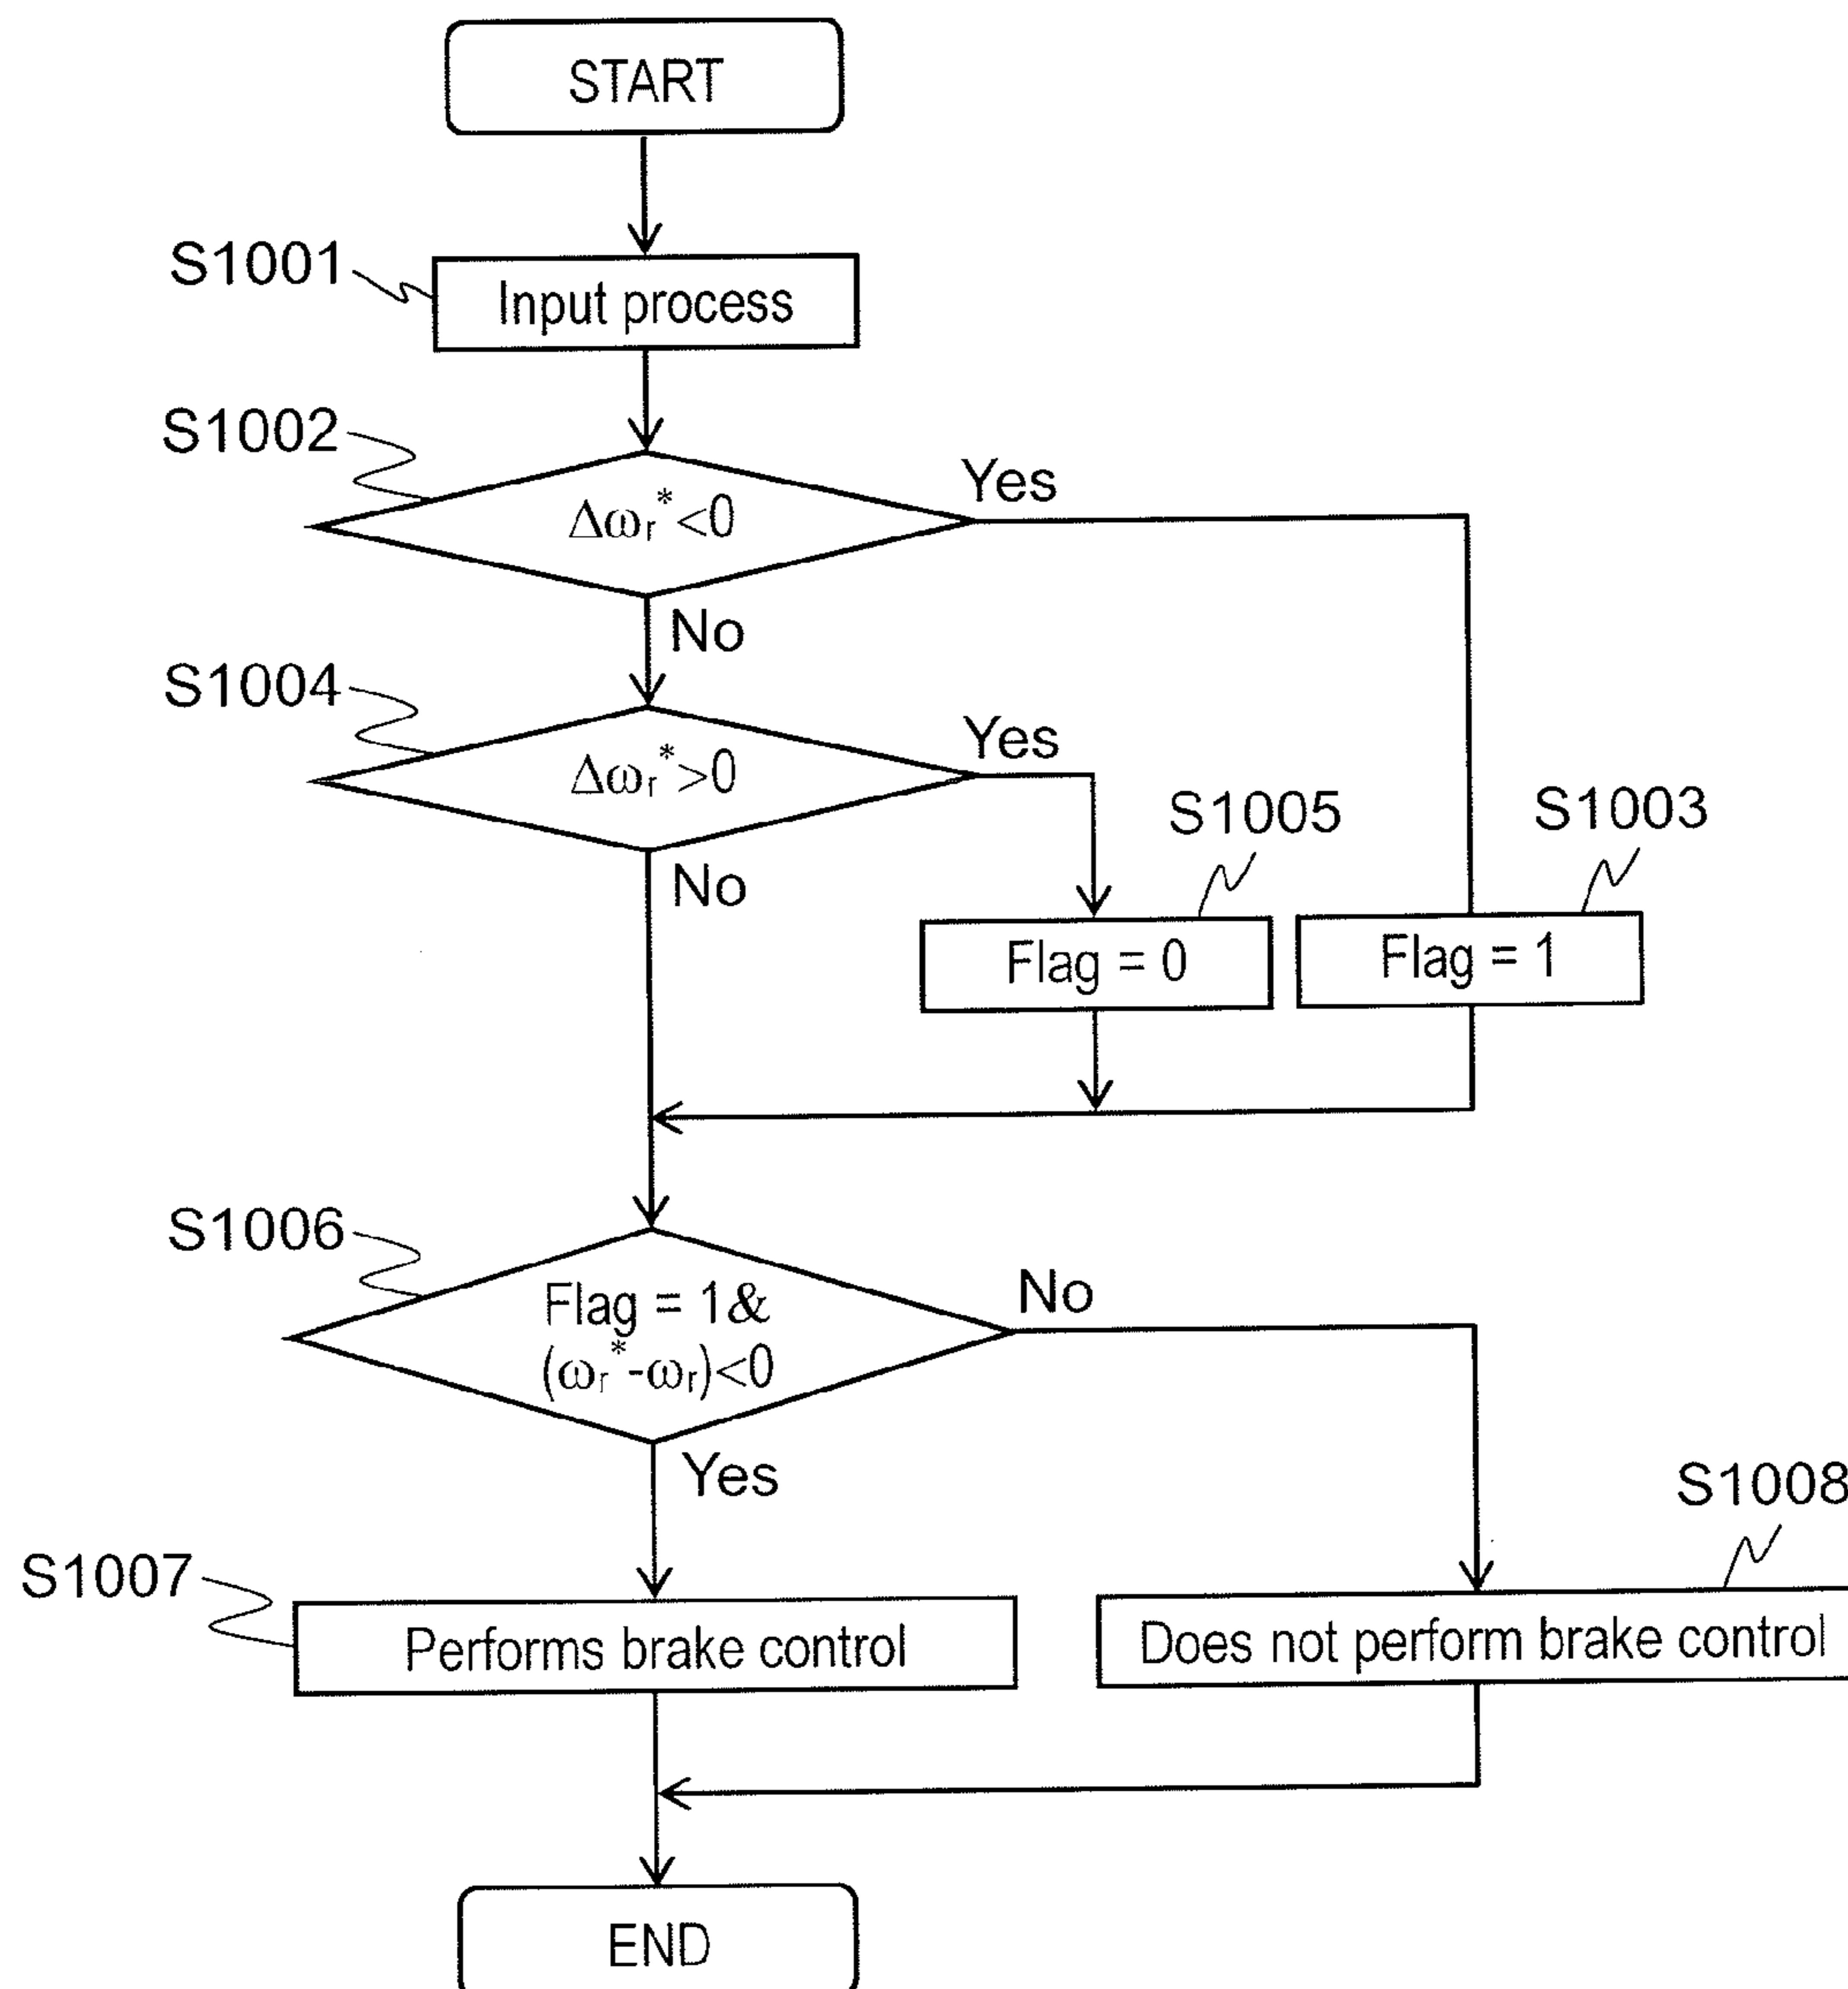 START
S1001
Input process
S1002
Δωr*<0
Yes
No
S1004
Δωr*>0
Yes
No
S1005
S1003
Flag = 0
Flag = 1
S1006
Flag = 1&
(ωr*-ωr)<0
No
Yes
S1008
S1007
Performs brake control
Does not perform brake control
END